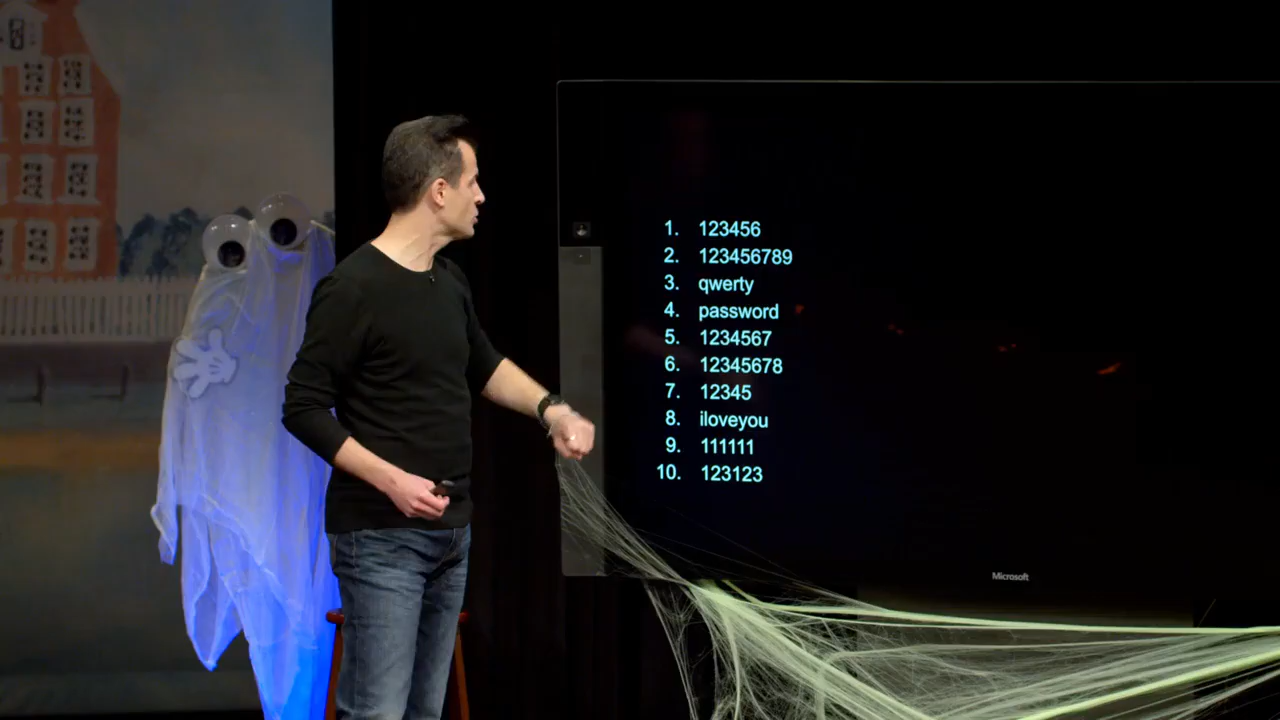 1. 123456
2. 123456789
3. qwerty
4. password
5. 1234567
6. 12345678
7. 12345
8. iloveyou
9. 111111
10. 123123
Microsoft